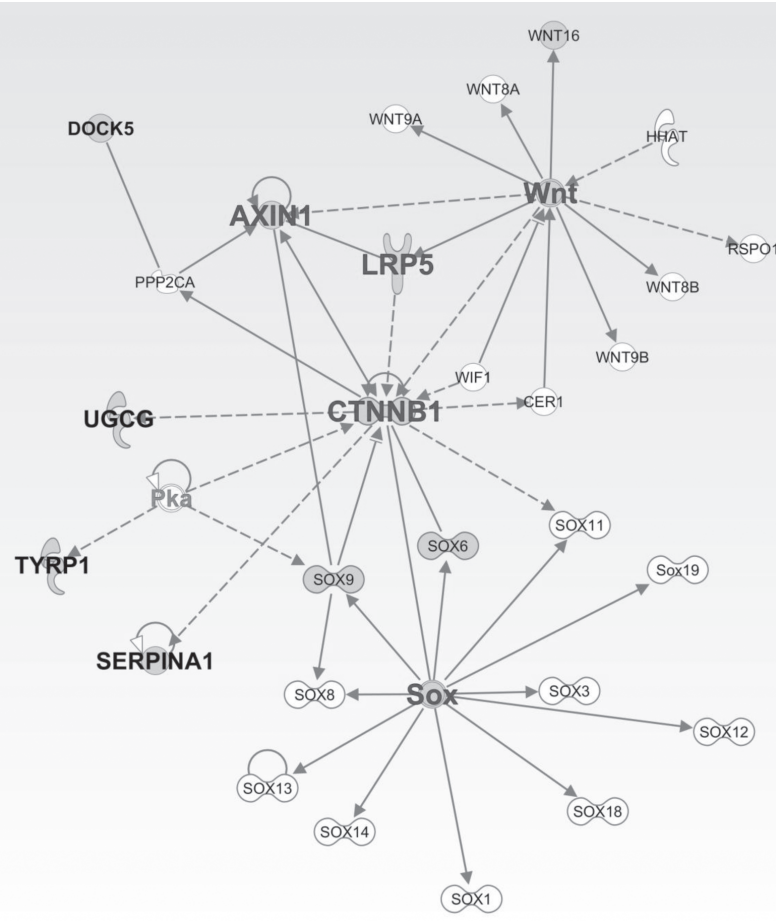 WNT16
WNT8A
WNT9A
DOCK5
HHAT
Wnt
AXIN1
RSPO1
LRP5
PPP2CA
WNT8B
WNT9B
WIF1
CER1
CTNNB1
UGCG
Pka
SOX11
SOX6
TYRP1
Sox19
SOX9
SERPINA1
SOX8
Sox
SOX3
SOX12
SOX13
SOX18
SOX14
SOX1